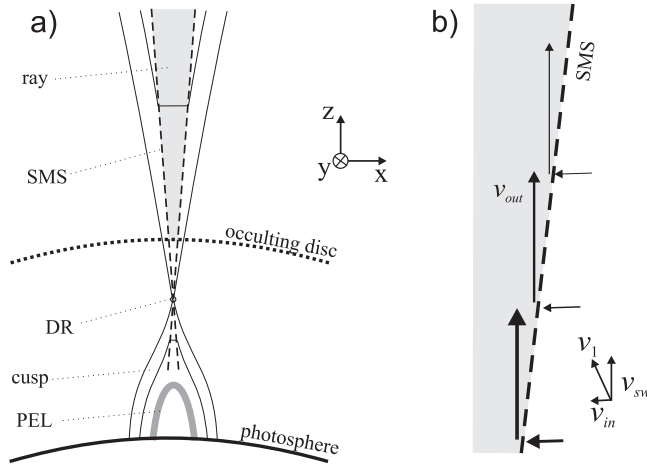 a)
ray
SMS
z
y
x
occulting disc
DR
cusp
PEL
photosphere
b)
SMS
v_out
v_1
v_sw
v_in